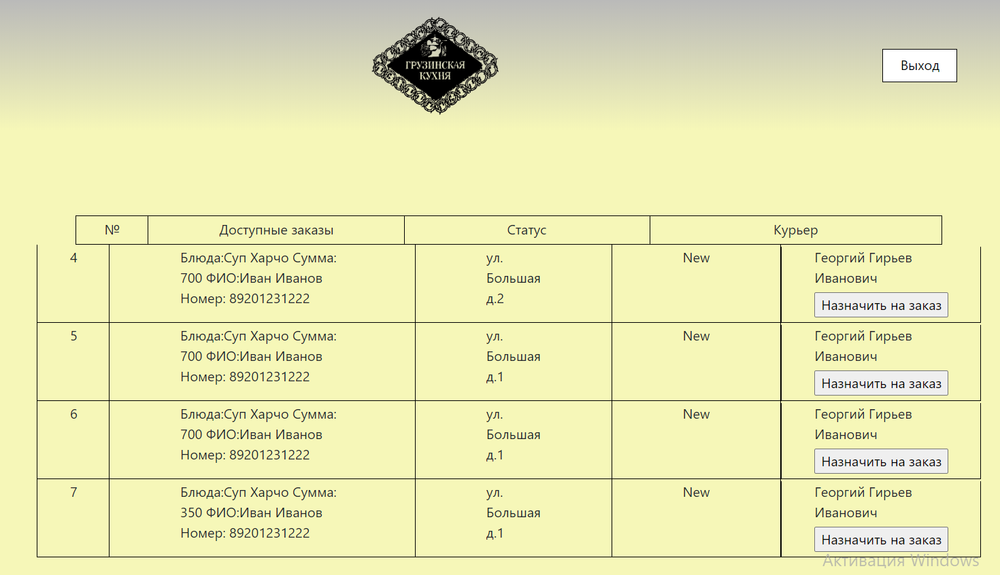 ГРУЗИНСКАЯ
КУХНЯ
Выход
№ Доступные заказы Статус Курьер
4 Блюда:Суп Харчо Сумма: ул. New Георгий Гирьев
700 ФИО:Иван Иванов Большая Иванович
Номер: 89201231222 д.2 Назначить на заказ
5 Блюда:Суп Харчо Сумма: ул. New Георгий Гирьев
700 ФИО:Иван Иванов Большая Иванович
Номер: 89201231222 д.1 Назначить на заказ
6 Блюда:Суп Харчо Сумма: ул. New Георгий Гирьев
700 ФИО:Иван Иванов Большая Иванович
Номер: 89201231222 д.1 Назначить на заказ
7 Блюда:Суп Харчо Сумма: ул. New Георгий Гирьев
350 ФИО:Иван Иванов Большая Иванович
Номер: 89201231222 д.1 Назначить на заказ
Активация Windows